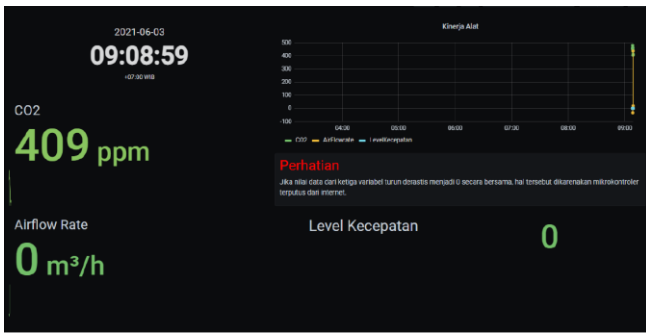 2021-06-03
09:08:59
+07:00 WIB
CO2
409 ppm
Airflow Rate
0 m³/h
Kinerja Alat
500
400
300
200
100
0
-100
04:00 05:00 06:00 07:00 08:00 09:00
CO2 AirFlowrate LevelKecepatan
Perhatian
Jika nilai data dari ketiga variabel turun derastis menjadi 0 secara bersama, hal tersebut dikarenakan mikrokontroler
terputus dari internet.
Level Kecepatan
0